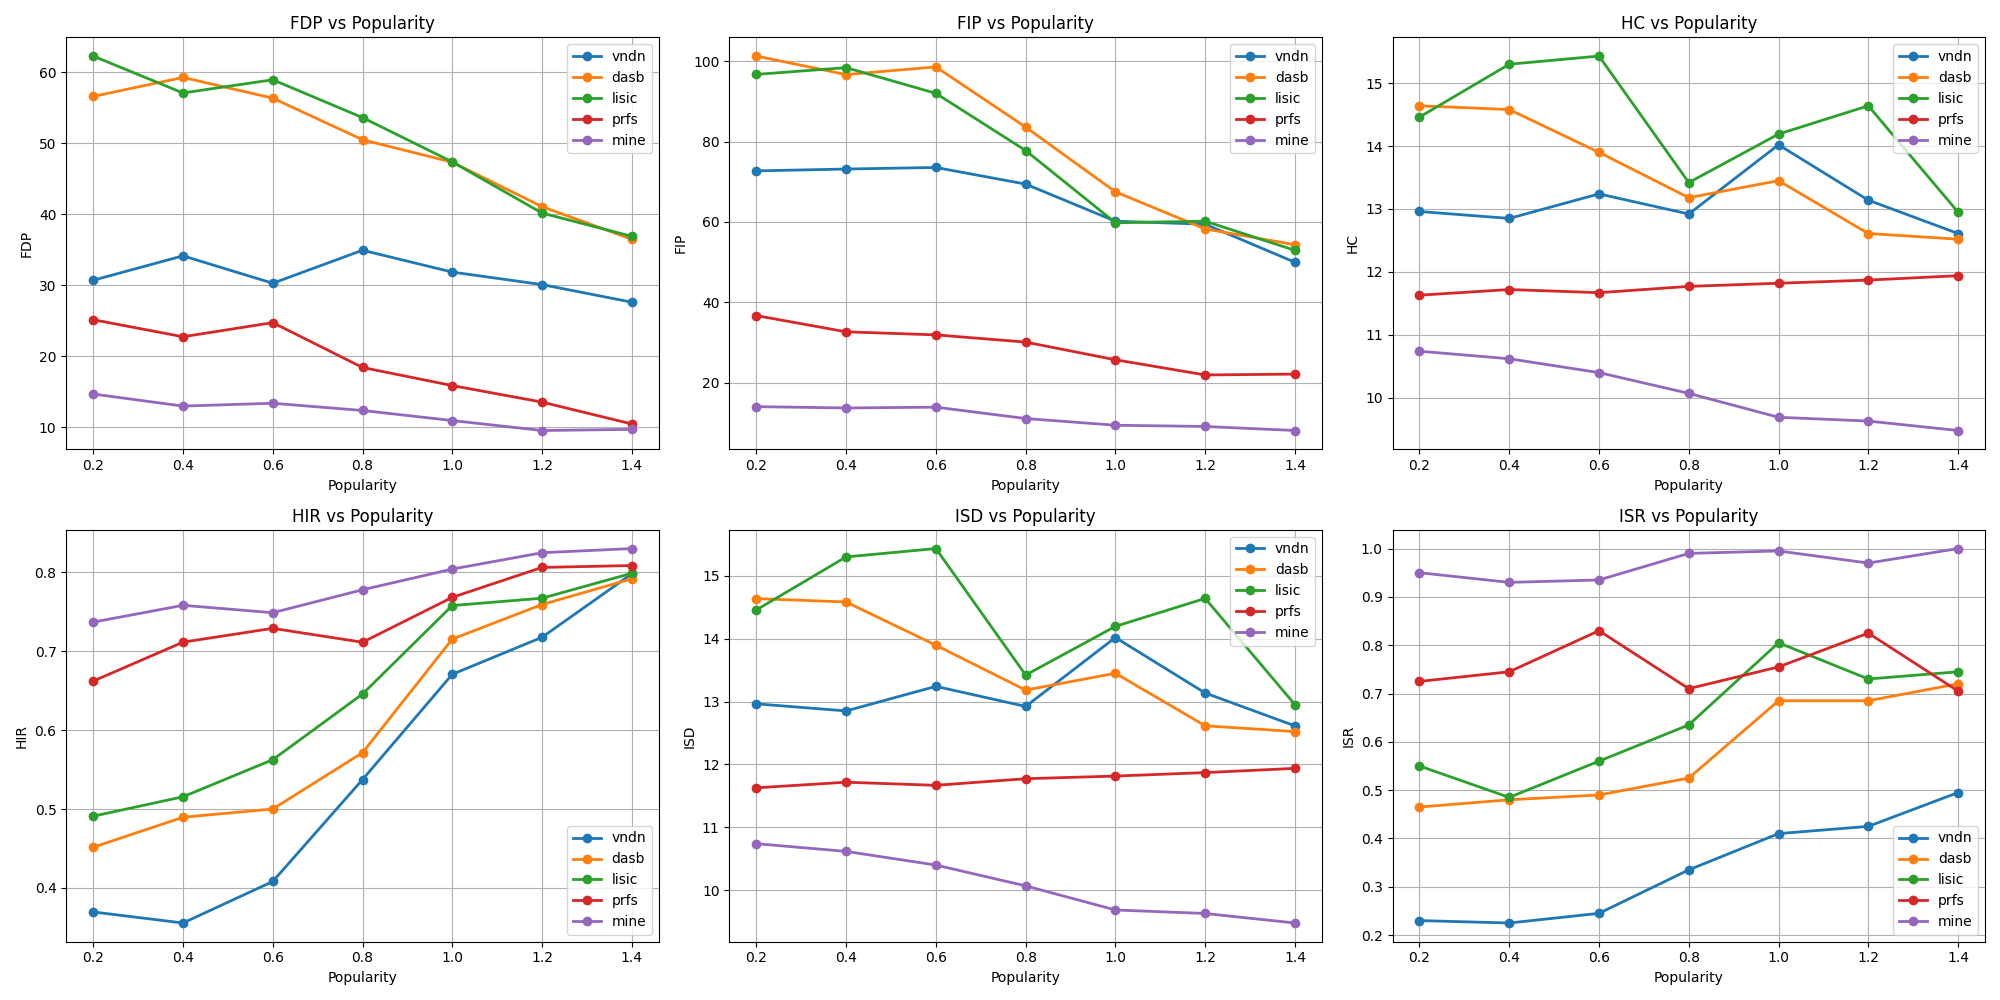 FDP vs Popularity
FDP
60
50
40
30
20
10
0.2 0.4 0.6 0.8 1.0 1.2 1.4
Popularity
vndn
dasb
lisic
prfs
mine
FIP vs Popularity
FIP
100
80
60
40
20
0.2 0.4 0.6 0.8 1.0 1.2 1.4
Popularity
vndn
dasb
lisic
prfs
mine
HC vs Popularity
HC
15
14
13
12
11
10
0.2 0.4 0.6 0.8 1.0 1.2 1.4
Popularity
vndn
dasb
lisic
prfs
mine
HIR vs Popularity
HIR
0.8
0.7
0.6
0.5
0.4
0.2 0.4 0.6 0.8 1.0 1.2 1.4
Popularity
vndn
dasb
lisic
prfs
mine
ISD vs Popularity
ISD
15
14
13
12
11
10
0.2 0.4 0.6 0.8 1.0 1.2 1.4
Popularity
vndn
dasb
lisic
prfs
mine
ISR vs Popularity
ISR
1.0
0.9
0.8
0.7
0.6
0.5
0.4
0.3
0.2
0.2 0.4 0.6 0.8 1.0 1.2 1.4
Popularity
vndn
dasb
lisic
prfs
mine